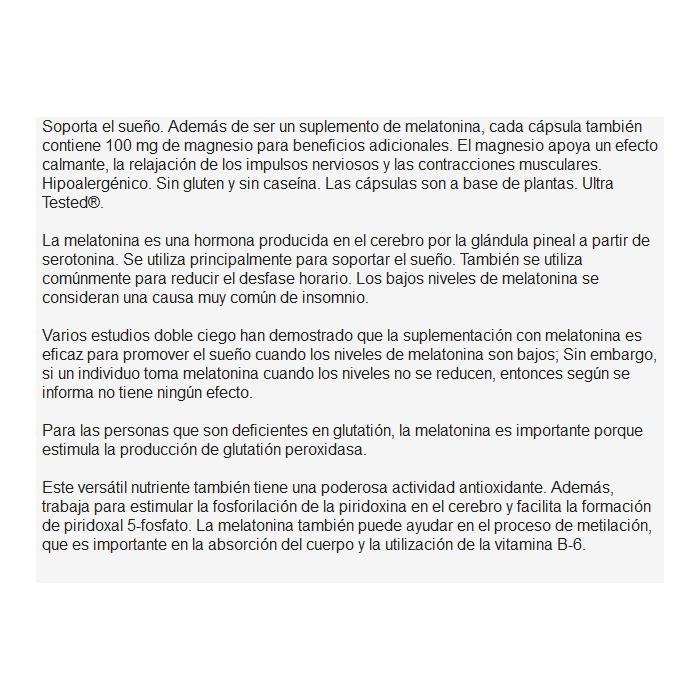 Soporta el sueño. Además de ser un suplemento de melatonina, cada cápsula también
contiene 100 mg de magnesio para beneficios adicionales. El magnesio apoya un efecto
calmante, la relajación de los impulsos nerviosos y las contracciones musculares.
Hipoalergénico. Sin gluten y sin caseína. Las cápsulas son a base de plantas. Ultra
Tested®.
La melatonina es una hormona producida en el cerebro por la glándula pineal a partir de
serotonina. Se utiliza principalmente para soportar el sueño. También se utiliza
comúnmente para reducir el desfase horario. Los bajos niveles de melatonina se
consideran una causa muy común de insomnio.
Varios estudios doble ciego han demostrado que la suplementación con melatonina es
eficaz para promover el sueño cuando los niveles de melatonina son bajos; Sin embargo,
si un individuo toma melatonina cuando los niveles no se reducen, entonces según se
informa no tiene ningún efecto.
Para las personas que son deficientes en glutatión, la melatonina es importante porque
estimula la producción de glutatión peroxidasa.
Este versátil nutriente también tiene una poderosa actividad antioxidante. Además,
trabaja para estimular la fosforilación de la piridoxina en el cerebro y facilita la formación
de piridoxal 5-fosfato. La melatonina también puede ayudar en el proceso de metilación,
que es importante en la absorción del cuerpo y la utilización de la vitamina B-6.